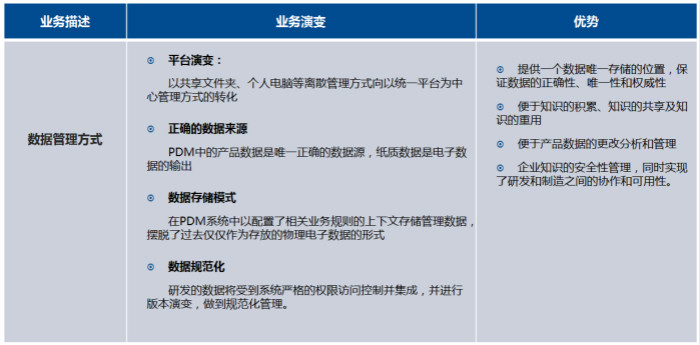 业务描述
业务演变
优势
数据管理方式
平台演变：
以共享文件夹、个人电脑等离散管理方式向以统一平台为中
心管理方式的转化
正确的数据来源
PDM中的产品数据是唯一正确的数据源，纸质数据是电子数
据的输出
数据存储模式
在PDM系统中以配置了相关业务规则的上下文存储管理数据，
摆脱了过去仅仅作为存放的物理电子数据的形式
数据规范化
研发的数据将受到系统严格的权限访问控制并集成，并进行
版本演变，做到规范化管理。
提供一个数据唯一存储的位置，保
证数据的正确性、唯一性和权威性
便于知识的积累、知识的共享及知
识的重用
便于产品数据的更改分析和管理
企业知识的安全性管理，同时实现
了研发和制造之间的协作和可用性。